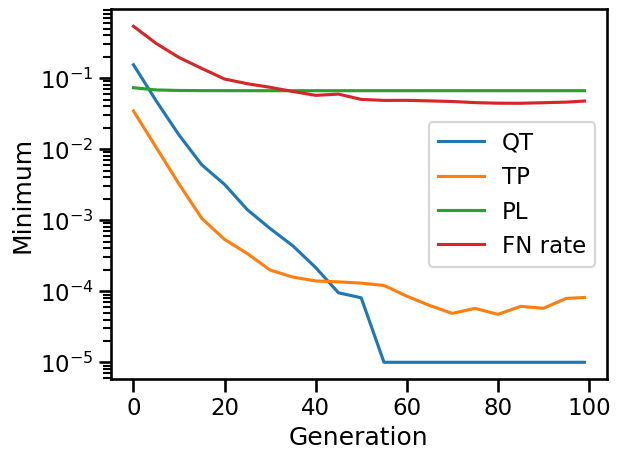 Minimum
10⁻¹
10⁻²
10⁻³
10⁻⁴
10⁻⁵
QT
TP
PL
FN rate
0 20 40 60 80 100
Generation